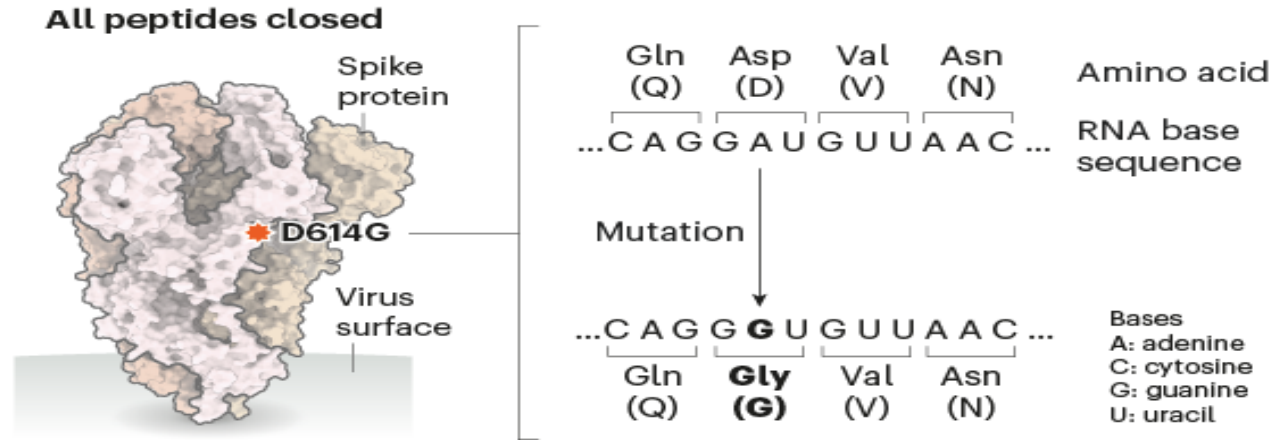 All peptides closed
Spike
protein
D614G
Virus
surface
Gln Asp Val Asn
(Q) (D) (V) (N)
Amino acid
...C A G G A U G U U A A C ...
RNA base
sequence
Mutation
...C A G G G U G U U A A C ...
Gln Gly Val Asn
(Q) (G) (V) (N)
Bases
A: adenine
C: cytosine
G: guanine
U: uracil